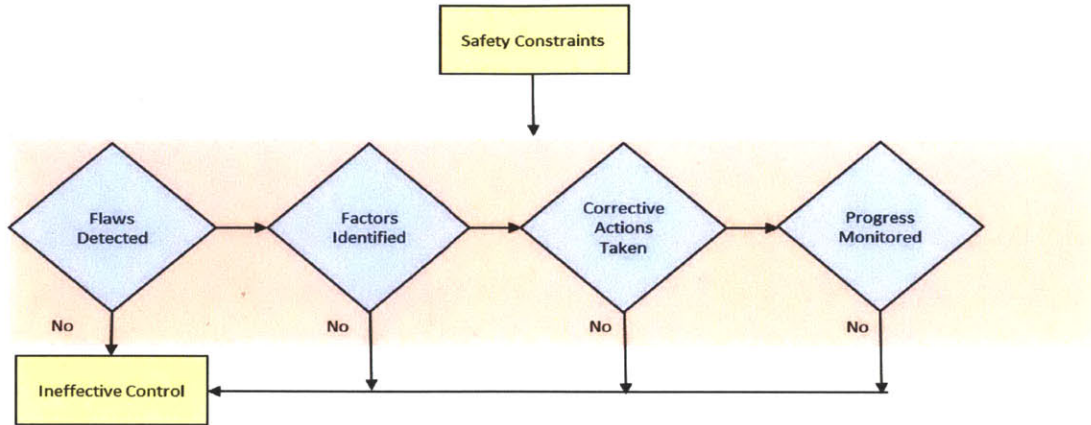 Safety Constraints
Flaws
Detected
Factors
Identified
Corrective
Actions
Taken
Progress
Monitored
No
No
No
No
Ineffective Control